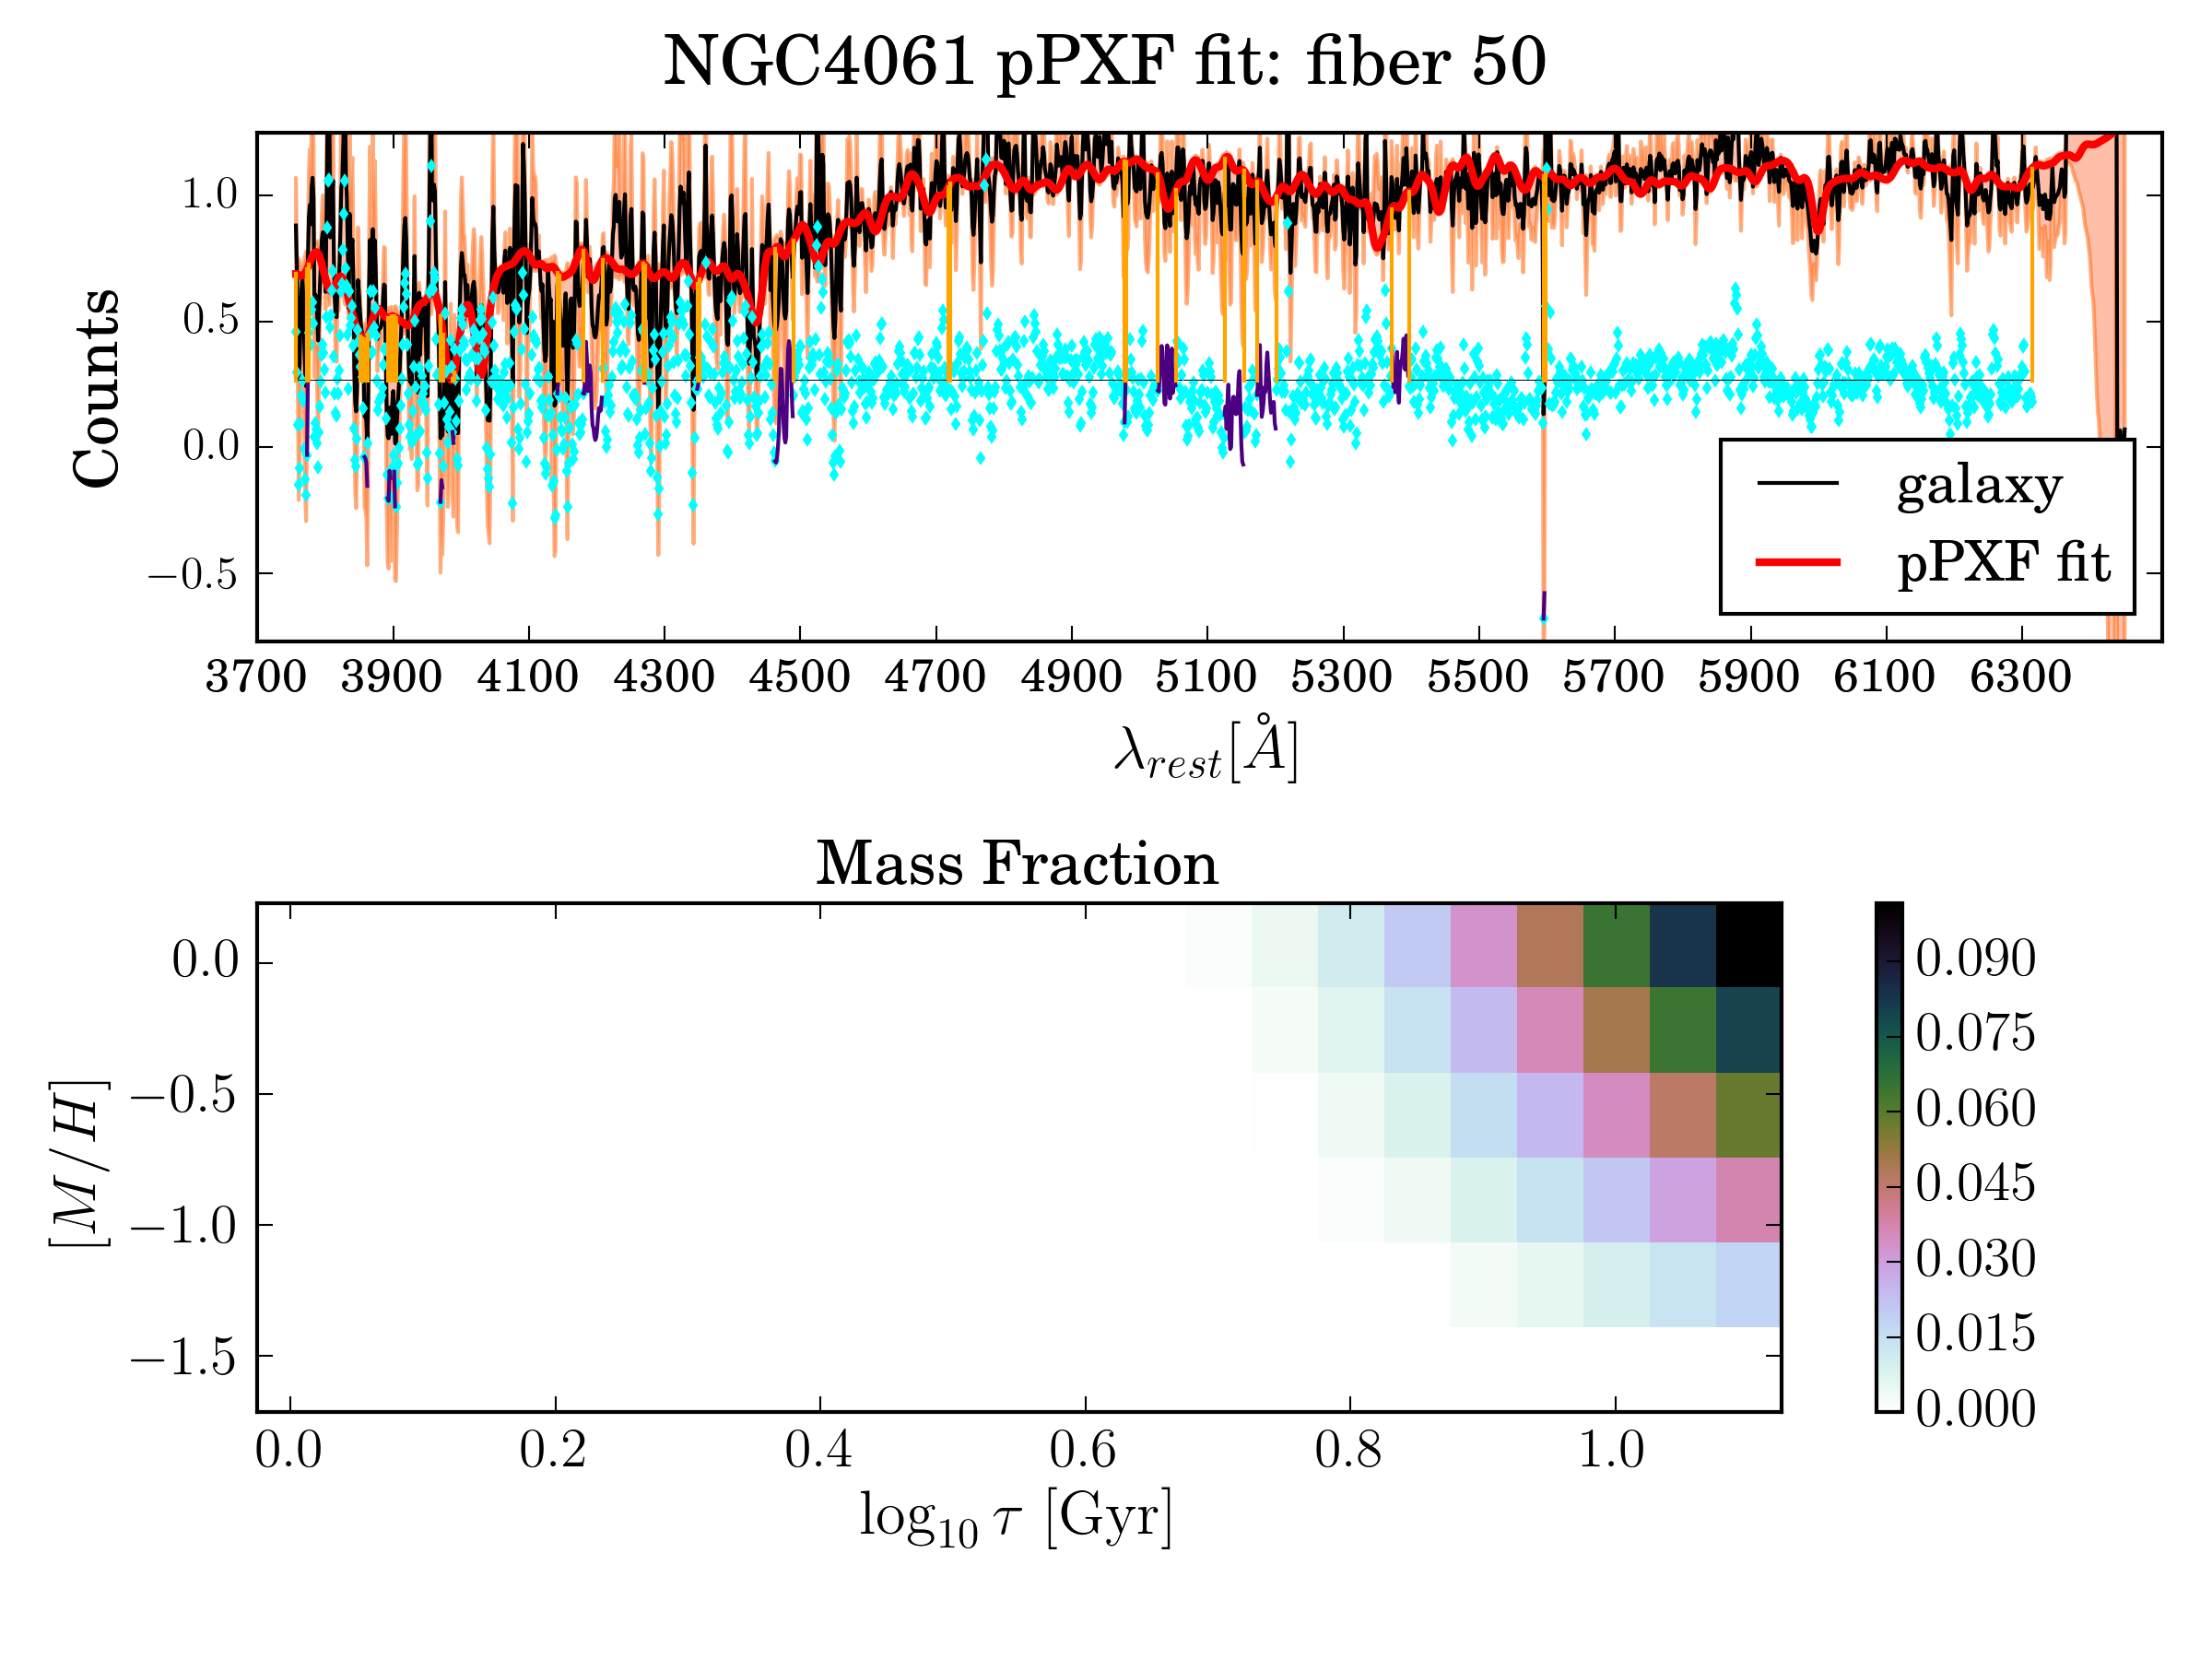 NGC4061 pPXF fit: fiber 50
Counts
1.0
0.5
0.0
−0.5
galaxy
pPXF fit
3700 3900 4100 4300 4500 4700 4900 5100 5300 5500 5700 5900 6100 6300
λrest[Å]
Mass Fraction
[M/H]
0.0
−0.5
−1.0
−1.5
0.0 0.2 0.4 0.6 0.8 1.0
log10 τ [Gyr]
0.090
0.075
0.060
0.045
0.030
0.015
0.000